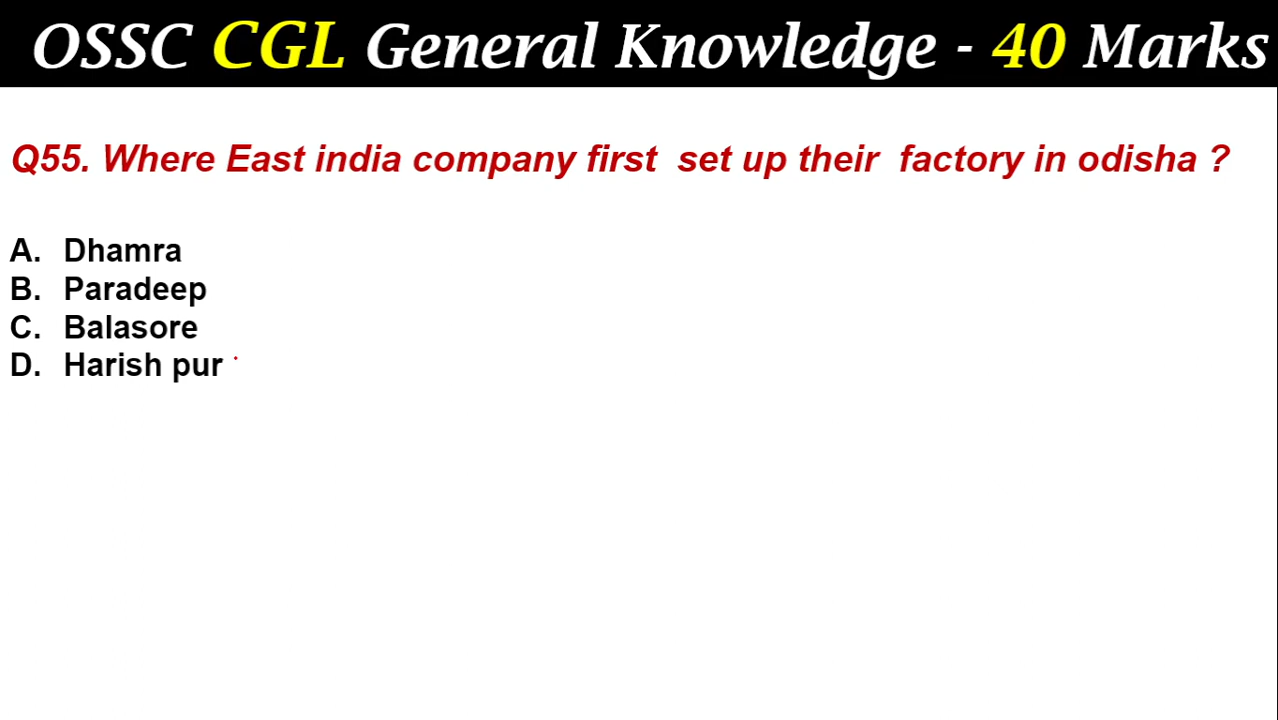 OSSC CGL General Knowledge - 40 Marks
Q55. Where East india company first set up their factory in odisha ?
A. Dhamra
B. Paradeep
C. Balasore
D. Harish pur